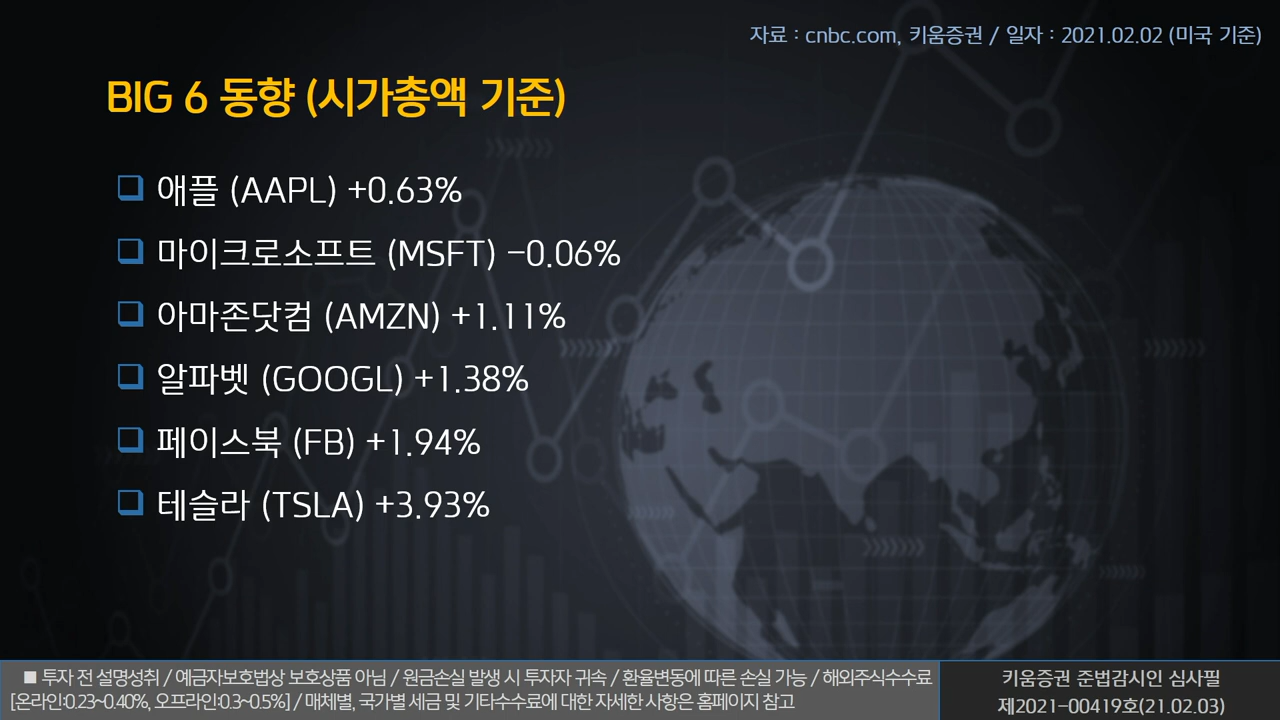 자료 : cnbc.com, 키움증권 / 일자 : 2021.02.02 (미국 기준)
BIG 6 동향 (시가총액 기준)
❏ 애플 (AAPL) +0.63%
❏ 마이크로소프트 (MSFT) -0.06%
❏ 아마존닷컴 (AMZN) +1.11%
❏ 알파벳 (GOOGL) +1.38%
❏ 페이스북 (FB) +1.94%
❏ 테슬라 (TSLA) +3.93%
■ 투자 전 설명성취 / 예금자보호법상 보호상품 아님 / 원금손실 발생 시 투자자 귀속 / 환율변동에 따른 손실 가능 / 해외주식수수료
[온라인:0.23~0.40%, 오프라인:0.3~0.5%] / 매체별, 국가별 세금 및 기타수수료에 대한 자세한 사항은 홈페이지 참고
키움증권 준법감시인 심사필
제2021-00419호(21.02.03)